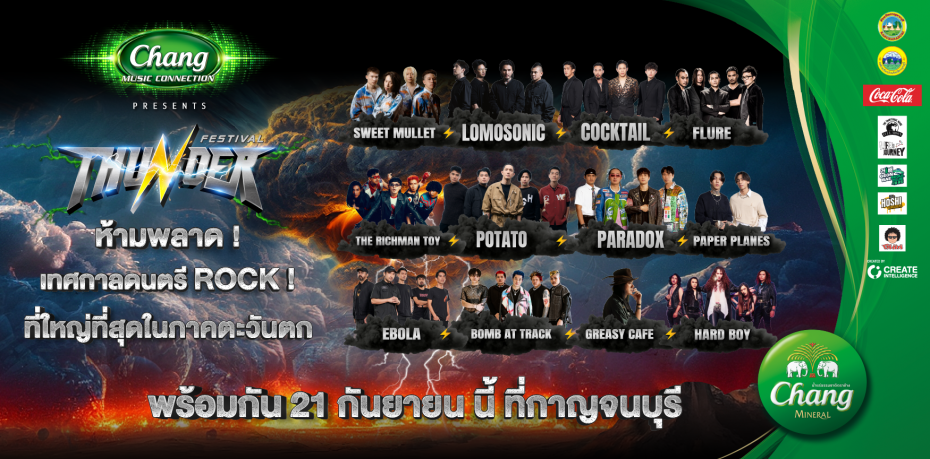 Chang
MUSIC CONNECTION
PRESENTS
FESTIVAL
THUNDER
ห้ามพลาด !
เทศกาลดนตรี ROCK !
ที่ใหญ่ที่สุดในภาคตะวันตก
SWEET MULLET LOMOSONIC COCKTAIL FLURE
THE RICHMAN TOY POTATO PARADOX PAPER PLANES
EBOLA BOMB AT TRACK GREASY CAFE HARD BOY
พร้อมกัน 21 กันยายน นี้ ที่กาญจนบุรี
Coca-Cola
JOURNEY
HOSHI
CREATED BY
CREATE
INTELLIGENCE
Chang
MINERAL